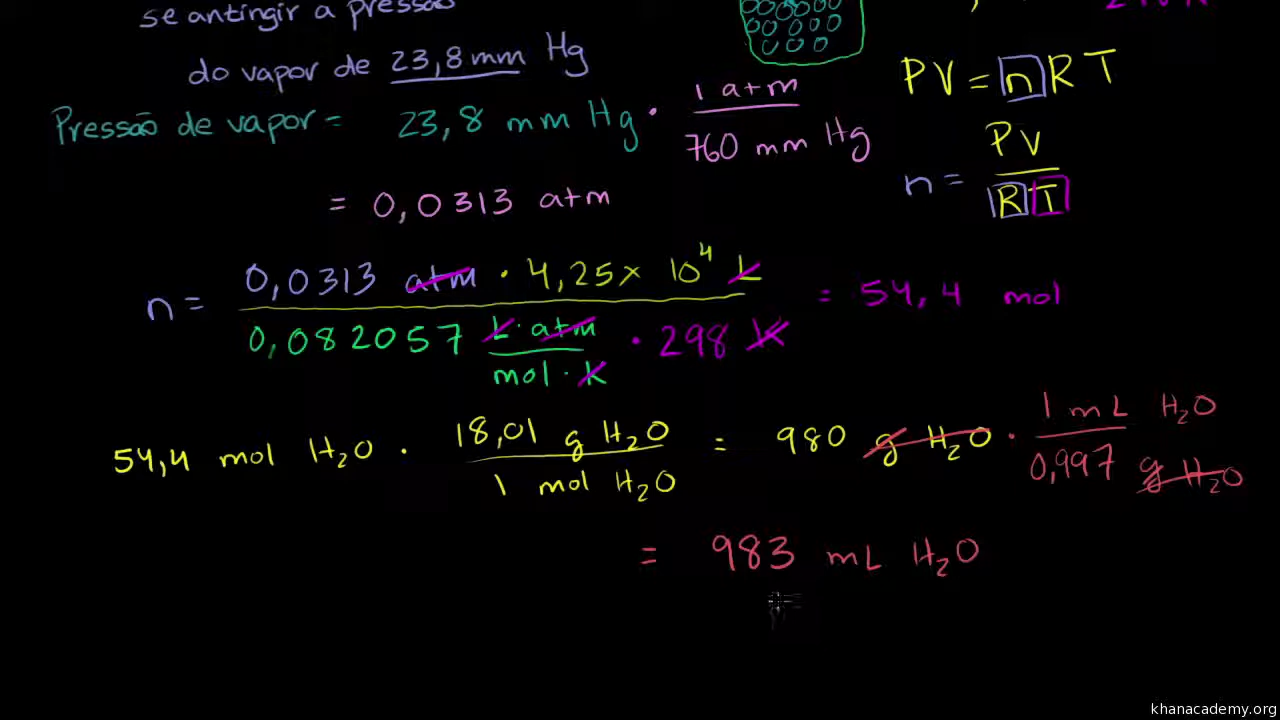 se antingir a pressão
do vapor de 23,8 mm Hg
Pressão de vapor = 23,8 mm Hg · 1 atm / 760 mm Hg
= 0,0313 atm
PV = nRT
n = PV / RT
n = 0,0313 atm · 4,25 x 10⁴ L / 0,082057 L · atm / mol · K · 298 K = 54,4 mol
54,4 mol H₂O · 18,01 g H₂O / 1 mol H₂O = 980 g H₂O · 1 mL H₂O / 0,997 g H₂O
= 983 mL H₂O
khanacademy.org